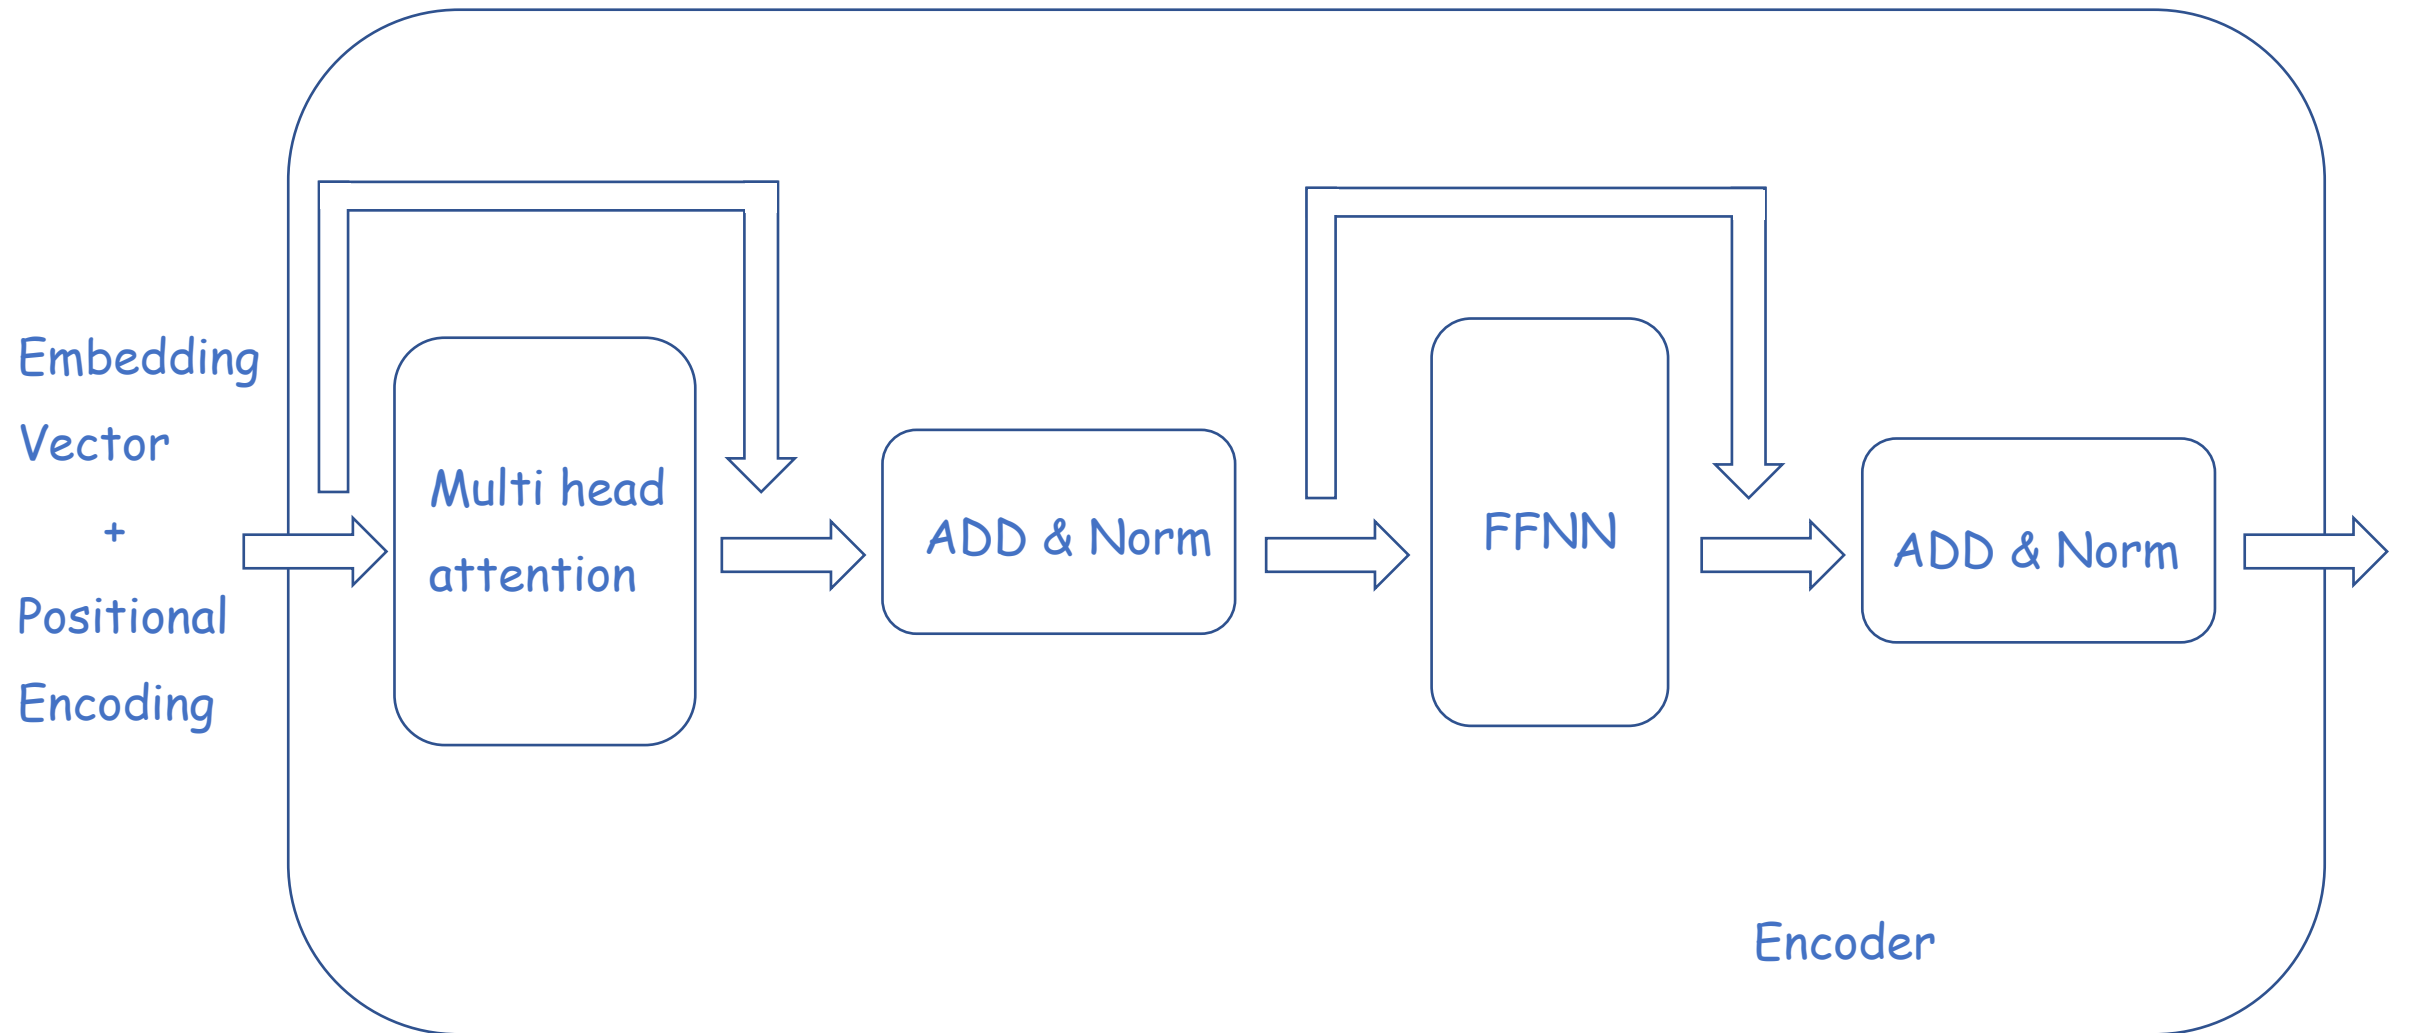 Embedding
Vector
+
Positional
Encoding
Multi head
attention
ADD & Norm
FFNN
ADD & Norm
Encoder